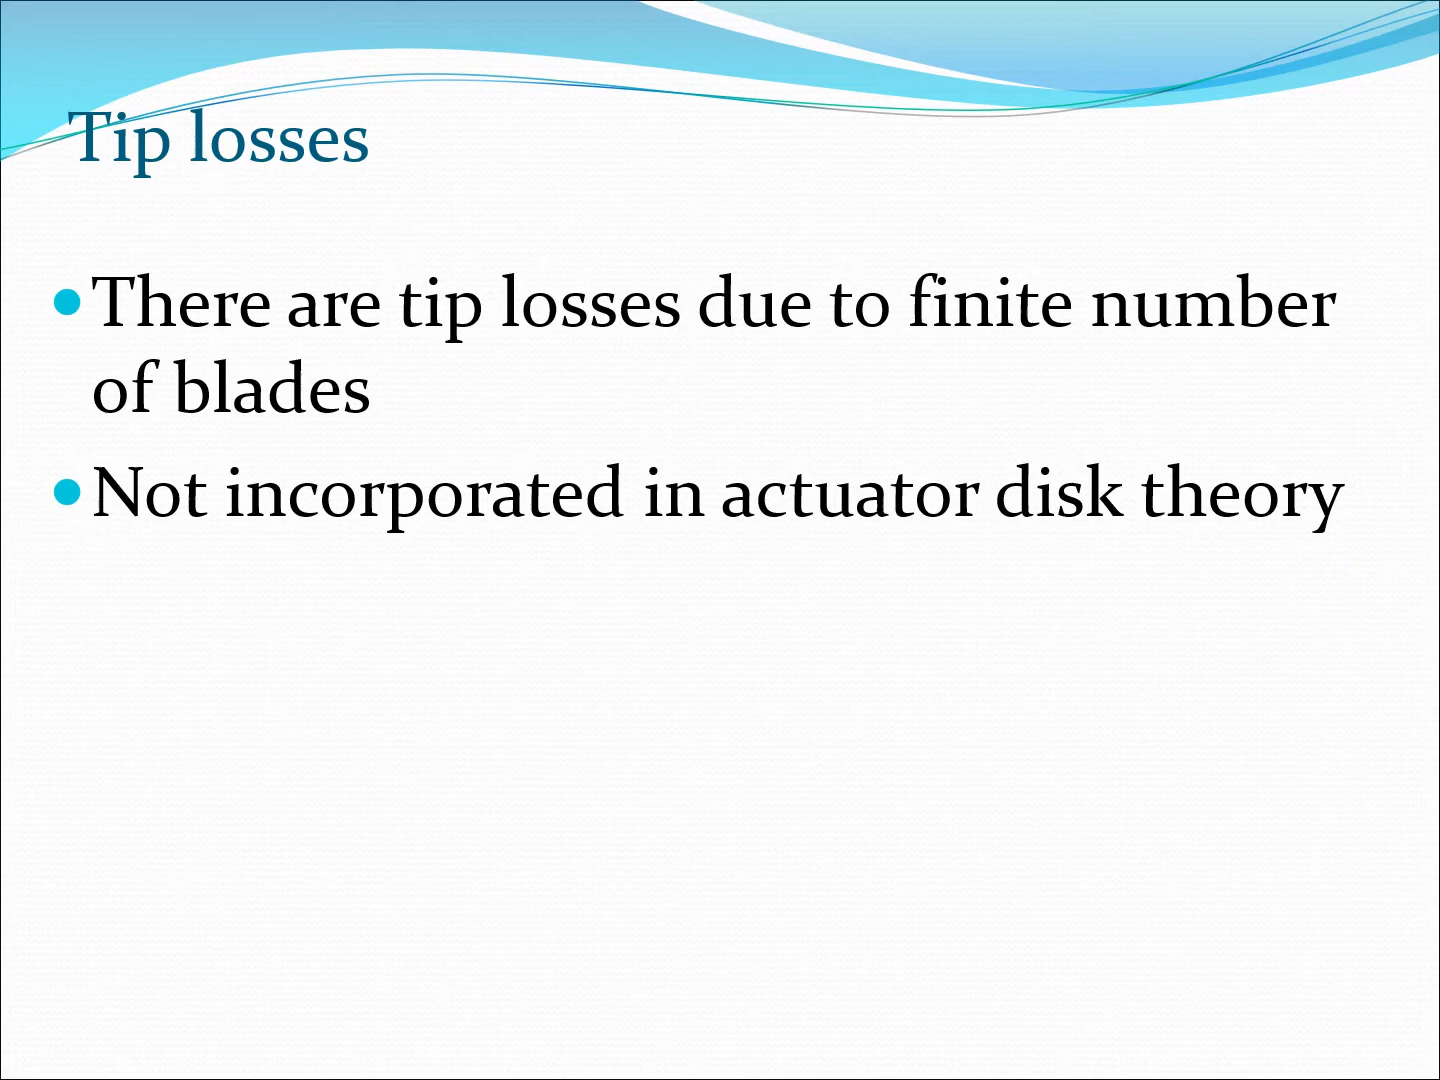 Tip losses
There are tip losses due to finite number
of blades
Not incorporated in actuator disk theory